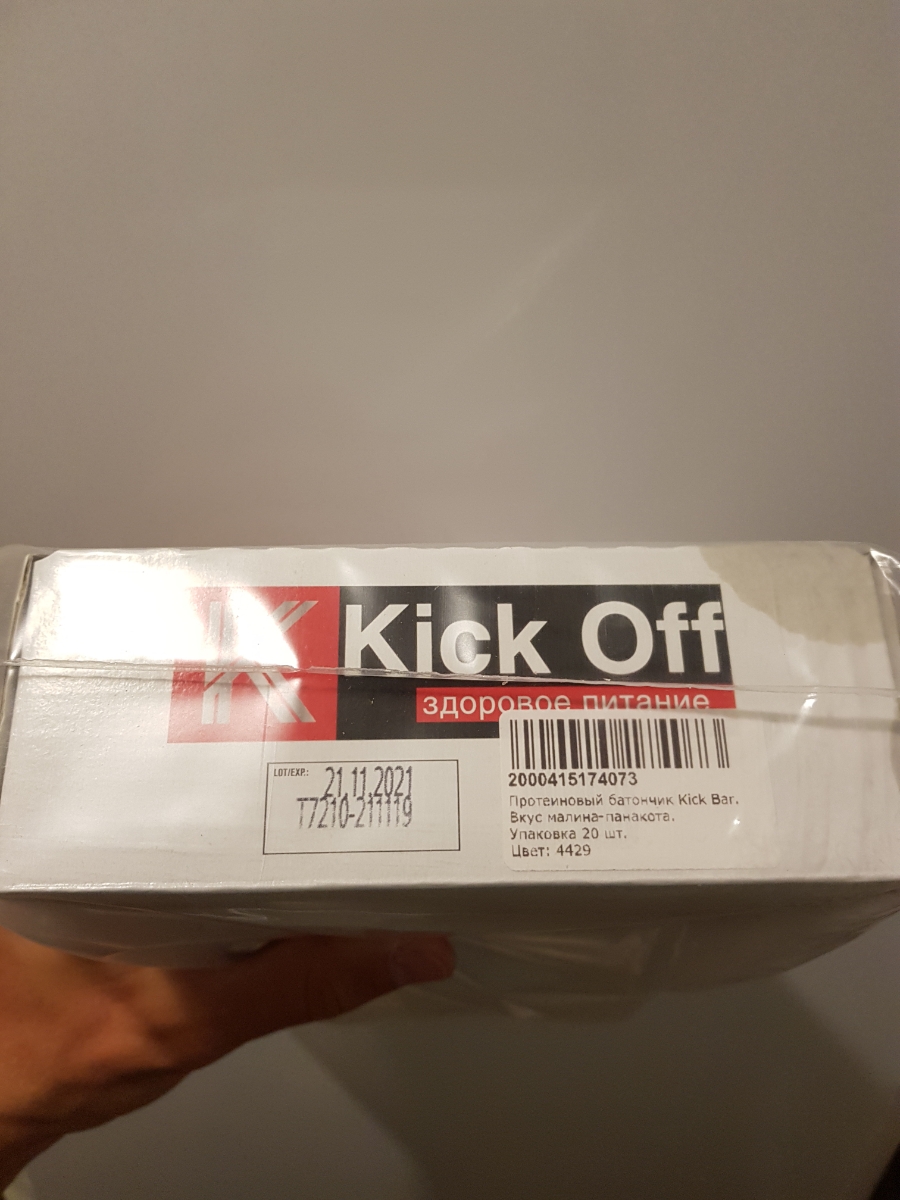 Kick Off
здоровое питание
LOT/EXP.:
21.11.2021
T7210-211119
2000415174073
Протеиновый батончик Kick Bar.
Вкус малина-панакота.
Упаковка 20 шт.
Цвет: 4429